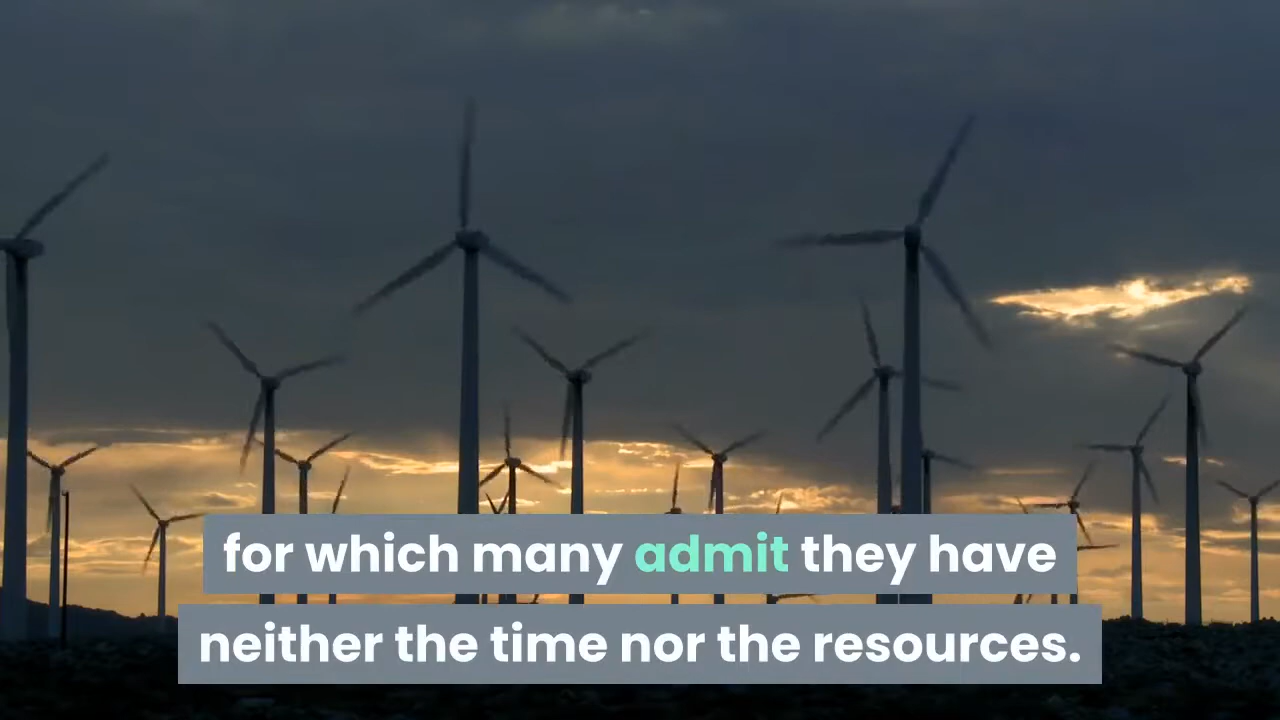 for which many admit they have
neither the time nor the resources.